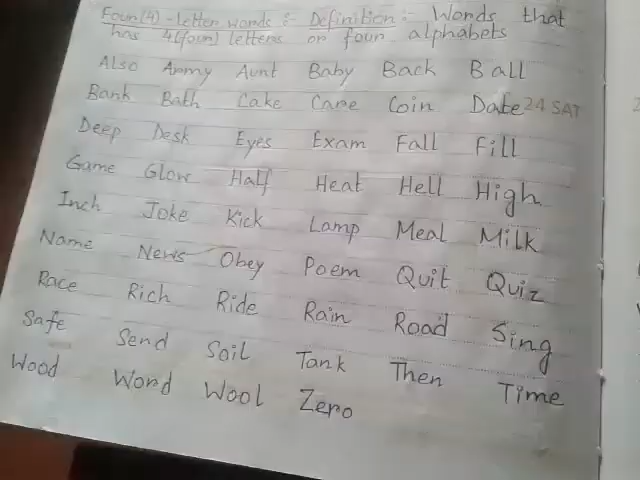 Four(4)-letter words :- Definition :- Words that
has 4(four) letters or four alphabets
Also Army Aunt Baby Back Ball
Bank Bath Cake Care Coin Date 24 SAT
Deep Desk Eyes Exam Fall Fill
Game Glow Half Heat Hell High
Inch Joke Kick Lamp Meal Milk
Name News Obey Poem Quit Quiz
Race Rich Ride Rain Road Sing
Safe Send Soil Tank Then Time
Wood Word Wool Zero